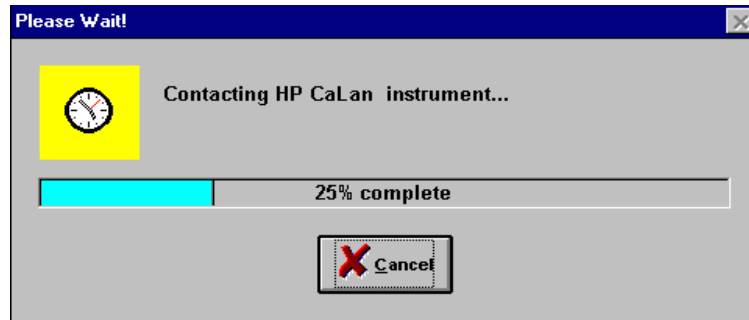 Please Wait!
Contacting HP CaLan instrument...
25% complete
Cancel